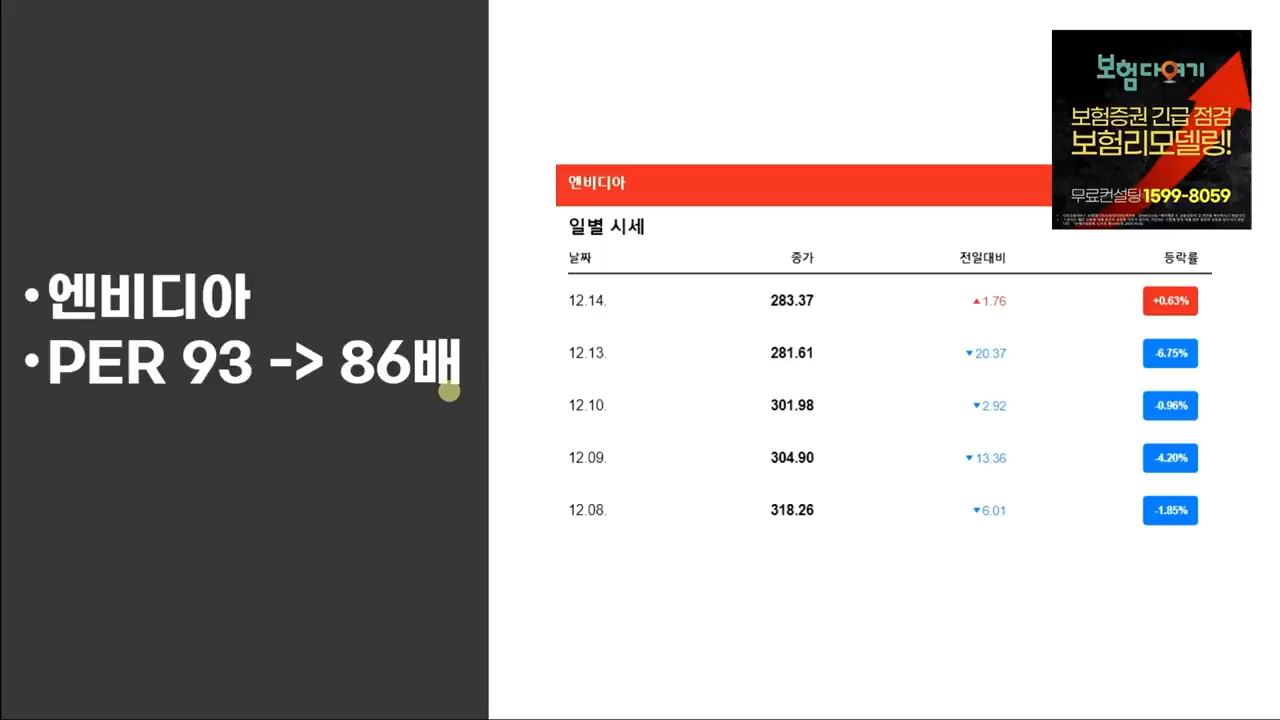 • 엔비디아
• PER 93 -> 86배
보험다여기
보험증권 긴급 점검
보험리모델링!
무료컨설팅 1599-8059
엔비디아
일별 시세
날짜 종가 전일대비 등락률
12.14. 283.37 ▲1.76 +0.63%
12.13. 281.61 ▼20.37 -6.75%
12.10. 301.98 ▼2.92 -0.96%
12.09. 304.90 ▼13.36 -4.20%
12.08. 318.26 ▼6.01 -1.85%